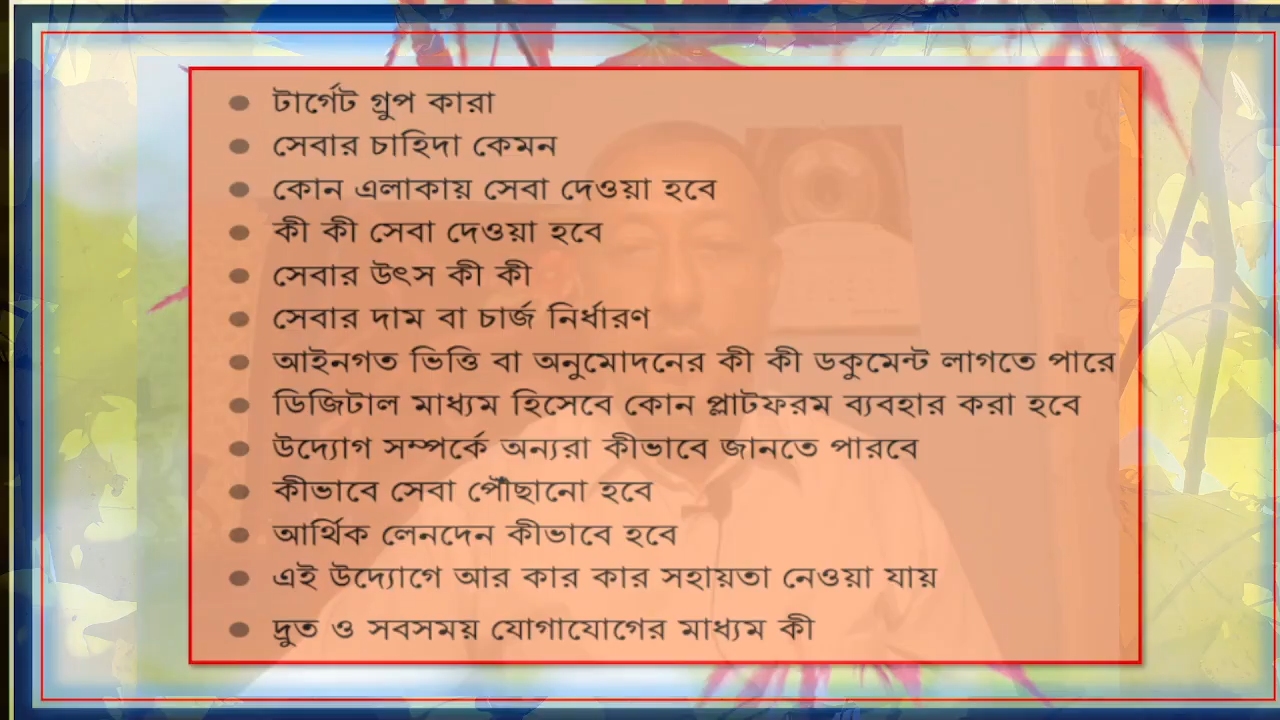 টার্গেট গ্রুপ কারা
সেবার চাহিদা কেমন
কোন এলাকায় সেবা দেওয়া হবে
কী কী সেবা দেওয়া হবে
সেবার উৎস কী কী
সেবার দাম বা চার্জ নির্ধারণ
আইনগত ভিত্তি বা অনুমোদনের কী কী ডকুমেন্ট লাগতে পারে
ডিজিটাল মাধ্যম হিসেবে কোন প্লাটফরম ব্যবহার করা হবে
উদ্যোগ সম্পর্কে অন্যরা কীভাবে জানতে পারবে
কীভাবে সেবা পৌঁছানো হবে
আর্থিক লেনদেন কীভাবে হবে
এই উদ্যোগে আর কার কার সহায়তা নেওয়া যায়
দ্রুত ও সবসময় যোগাযোগের মাধ্যম কী